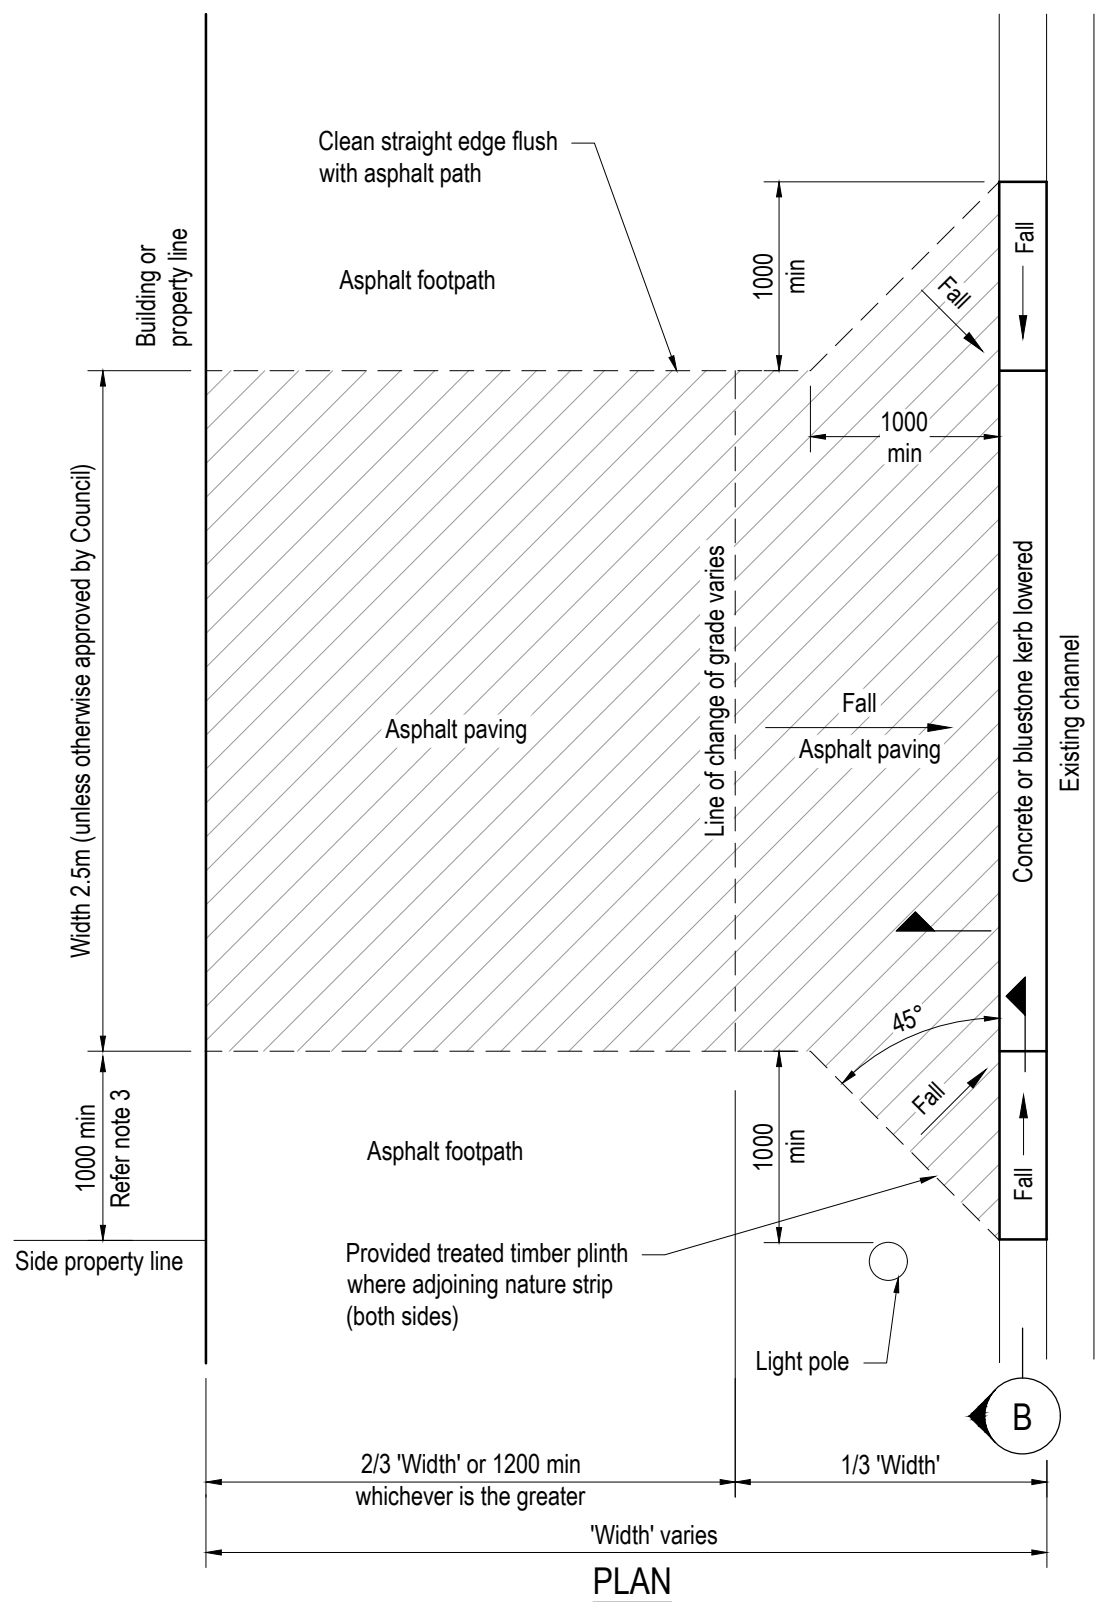 Clean straight edge flush
with asphalt path
Building or
property line
Asphalt footpath
1000
min
Fall
Fall
1000
min
Width 2.5m (unless otherwise approved by Council)
Line of change of grade varies
Concrete or bluestone kerb lowered
Existing channel
Asphalt paving
Fall
Asphalt paving
45°
1000 min
Refer note 3
Asphalt footpath
1000
min
Fall
Fall
Side property line
Provided treated timber plinth
where adjoining nature strip
(both sides)
Light pole
B
2/3 'Width' or 1200 min
whichever is the greater
1/3 'Width'
'Width' varies
PLAN